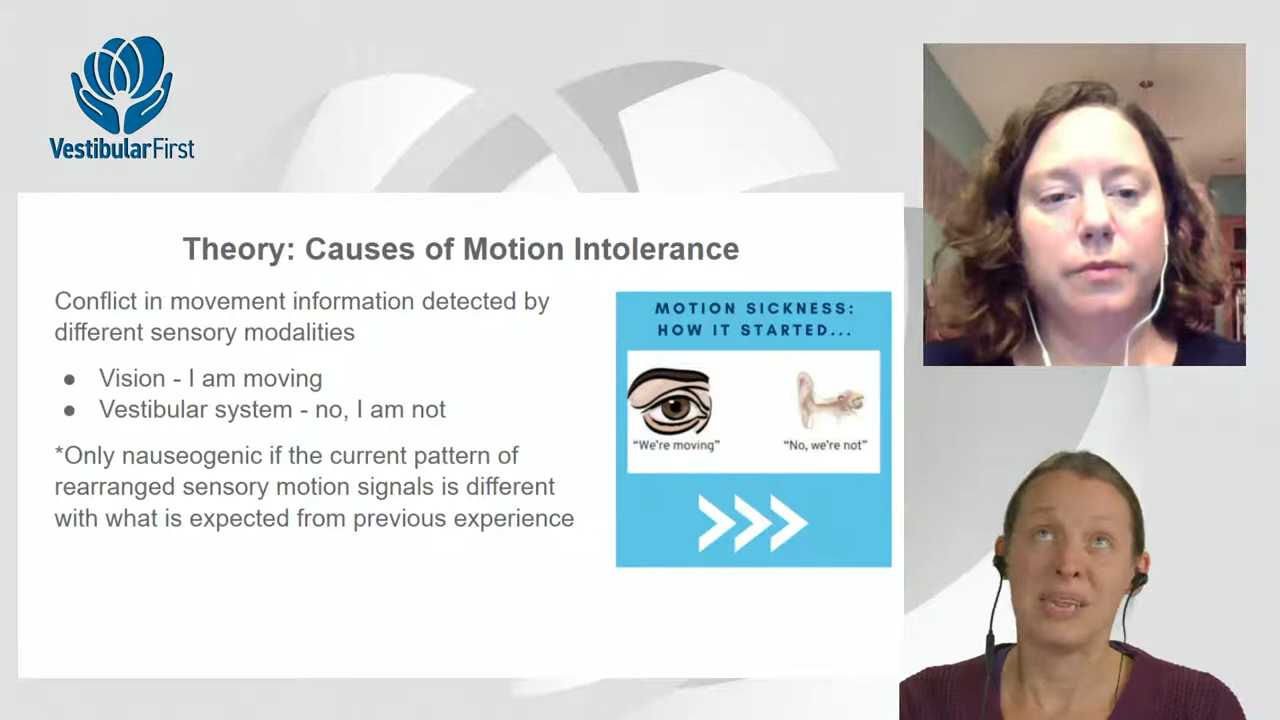 VestibularFirst
Theory: Causes of Motion Intolerance
Conflict in movement information detected by
different sensory modalities
● Vision - I am moving
● Vestibular system - no, I am not
*Only nauseogenic if the current pattern of
rearranged sensory motion signals is different
with what is expected from previous experience
MOTION SICKNESS:
HOW IT STARTED...
"We're moving"
"No, we're not"